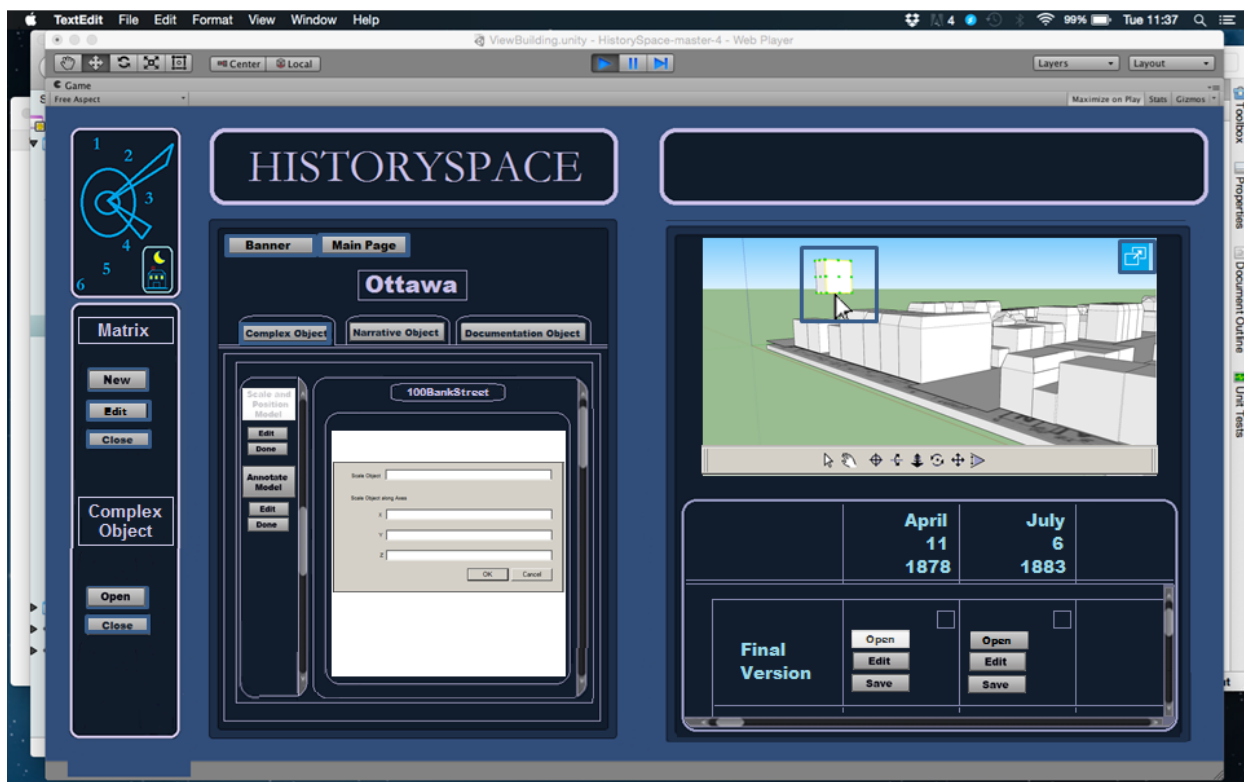 TextEdit File Edit Format View Window Help
4 99% Tue 11:37
ViewBuilding.unity - HistorySpace-master-4 - Web Player
Center Local
Layers Layout
Game
Free Aspect
Maximize on Play Stats Gizmos
1
2
3
4
5
6
HISTORYSPACE
Matrix
New
Edit
Close
Complex
Object
Open
Close
Banner Main Page
Ottawa
Complex Object Narrative Object Documentation Object
Scale and
Position
Model
Edit
Done
Annotate
Model
Edit
Done
100BankStreet
Scale Object
Scale Object along Axes
X
Y
Z
OK Cancel
April
11
1878
July
6
1883
Final
Version
Open
Edit
Save
Open
Edit
Save
Toolbox
Properties
Document Outline
Unit Tests